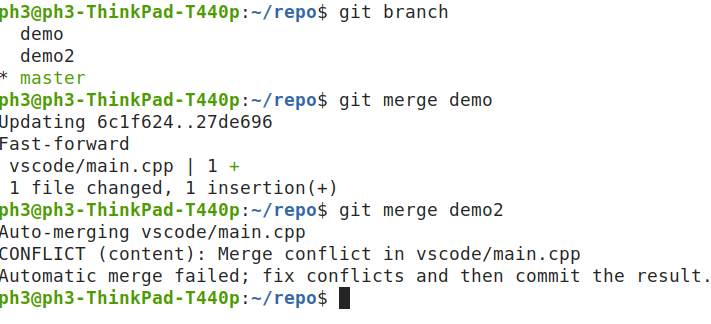 ph3@ph3-ThinkPad-T440p:~/repo$ git branch
  demo
  demo2
* master
ph3@ph3-ThinkPad-T440p:~/repo$ git merge demo
Updating 6c1f624..27de696
Fast-forward
 vscode/main.cpp | 1 +
 1 file changed, 1 insertion(+)
ph3@ph3-ThinkPad-T440p:~/repo$ git merge demo2
Auto-merging vscode/main.cpp
CONFLICT (content): Merge conflict in vscode/main.cpp
Automatic merge failed; fix conflicts and then commit the result.
ph3@ph3-ThinkPad-T440p:~/repo$